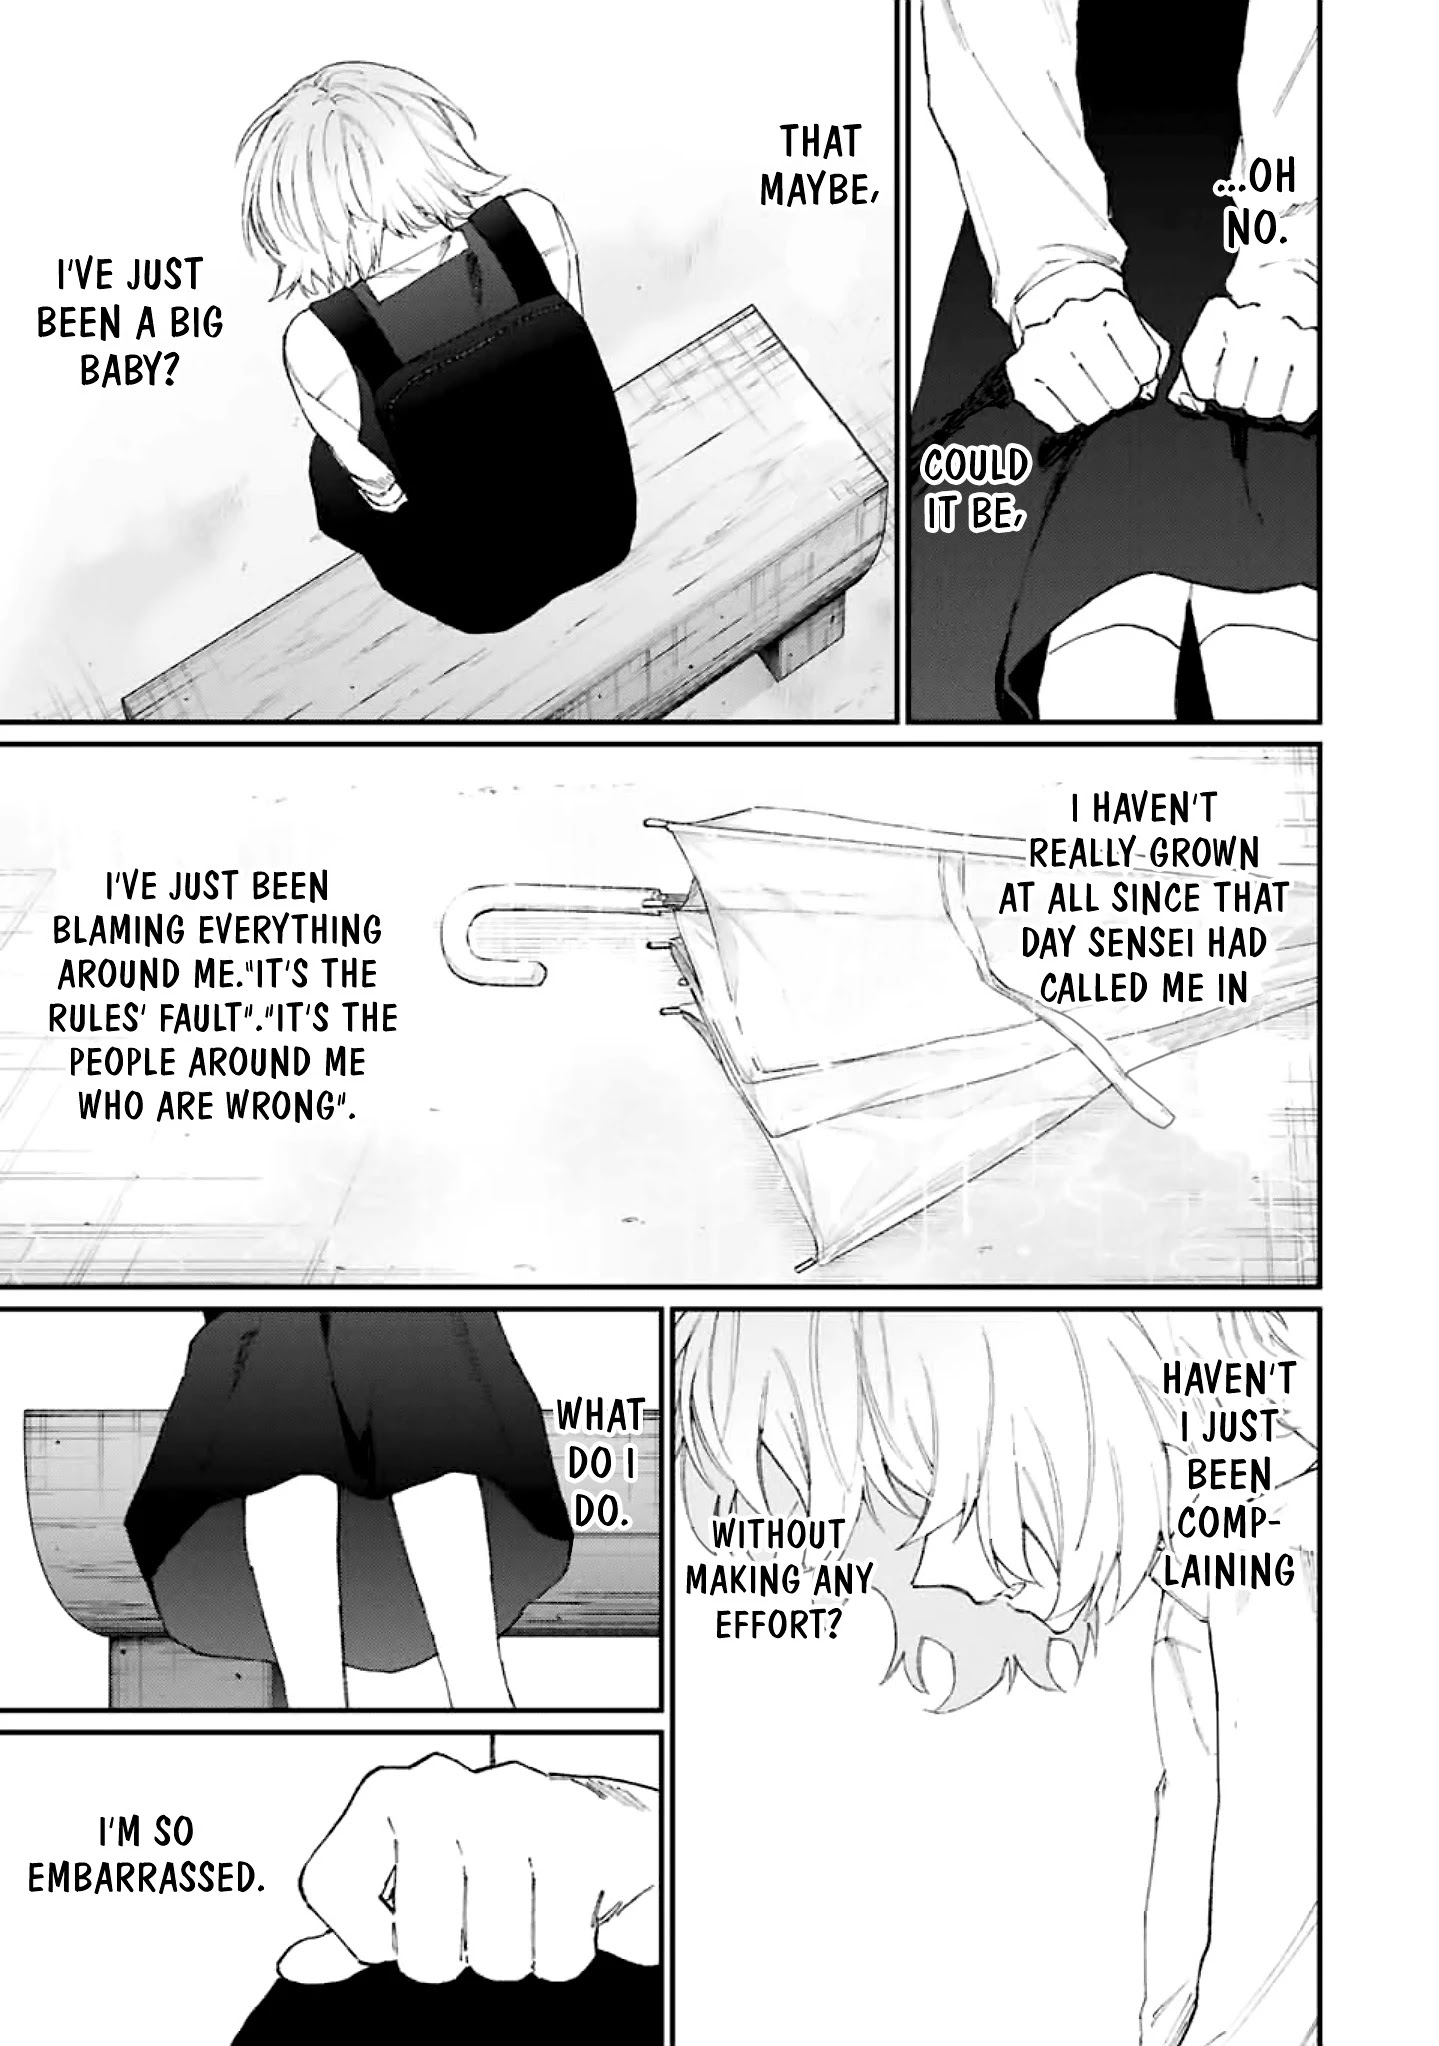 ...OH
NO.
COULD
IT BE,
THAT
MAYBE,
I'VE JUST
BEEN A BIG
BABY?
I HAVEN'T
REALLY GROWN
AT ALL SINCE THAT
DAY SENSEI HAD
CALLED ME IN
I'VE JUST BEEN
BLAMING EVERYTHING
AROUND ME."IT'S THE
RULES' FAULT"."IT'S THE
PEOPLE AROUND ME
WHO ARE WRONG".
HAVEN'T
I JUST
BEEN
COMP-
LAINING
WITHOUT
MAKING ANY
EFFORT?
WHAT
DO I
DO.
I'M SO
EMBARRASSED.